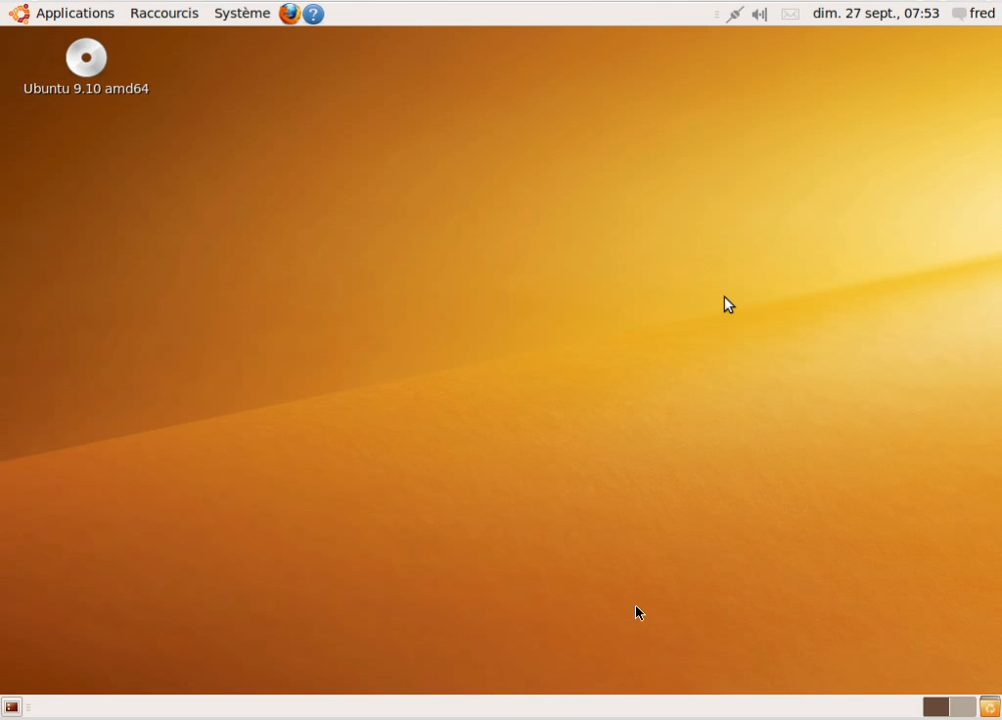 Applications Raccourcis Système ? dim. 27 sept., 07:53 fred
Ubuntu 9.10 amd64